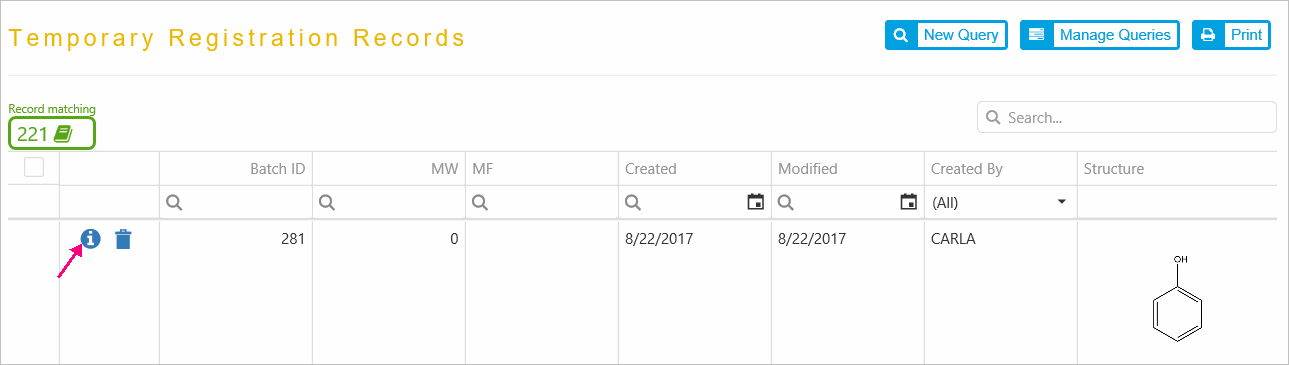 Temporary Registration Records
New Query
Manage Queries
Print
Record matching
221
Search...
Batch ID MW MF Created Modified Created By Structure
(All)
281 0 8/22/2017 8/22/2017 CARLA
OH